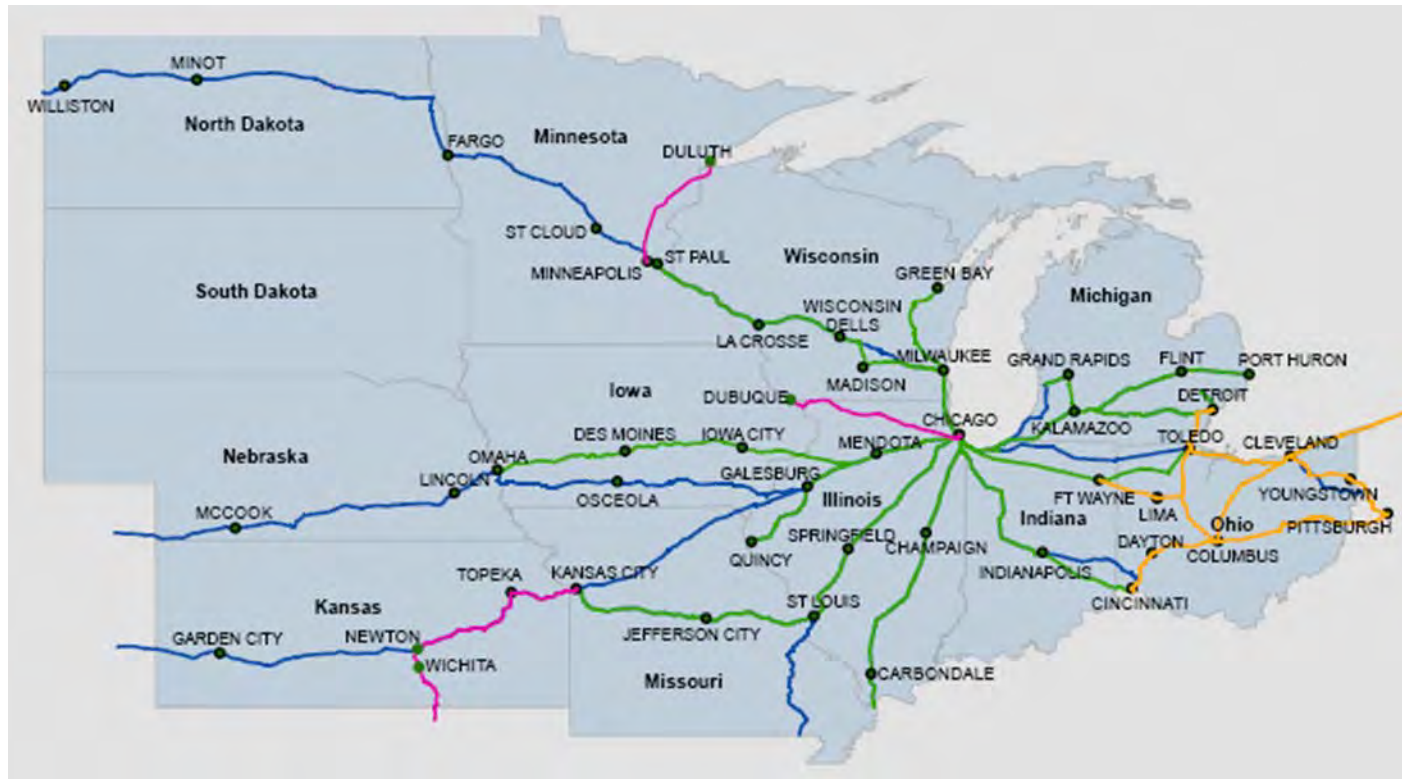 MINOT
WILLISTON
North Dakota
FARGO
Minnesota
DULUTH
ST CLOUD
ST PAUL
MINNEAPOLIS
Wisconsin
GREEN BAY
South Dakota
Michigan
WISCONSIN
DELLS
LA CROSSE
MILWAUKEE
GRAND RAPIDS
FLINT
PORT HURON
MADISON
Iowa
DUBUQUE
DETROIT
CHICAGO
KALAMAZOO
DES MOINES
IOWA CITY
MENDOTA
TOLEDO
CLEVELAND
Nebraska
OMAHA
LINCOLN
GALESBURG
OSCEOLA
Illinois
FT WAYNE
YOUNGSTOWN
MCCOOK
LIMA
Indiana
Ohio
PITTSBURGH
SPRINGFIELD
CHAMPAIGN
DAYTON
QUINCY
COLUMBUS
INDIANAPOLIS
TOPEKA
KANSAS CITY
CINCINNATI
Kansas
ST LOUIS
GARDEN CITY
NEWTON
JEFFERSON CITY
WICHITA
Missouri
CARBONDALE